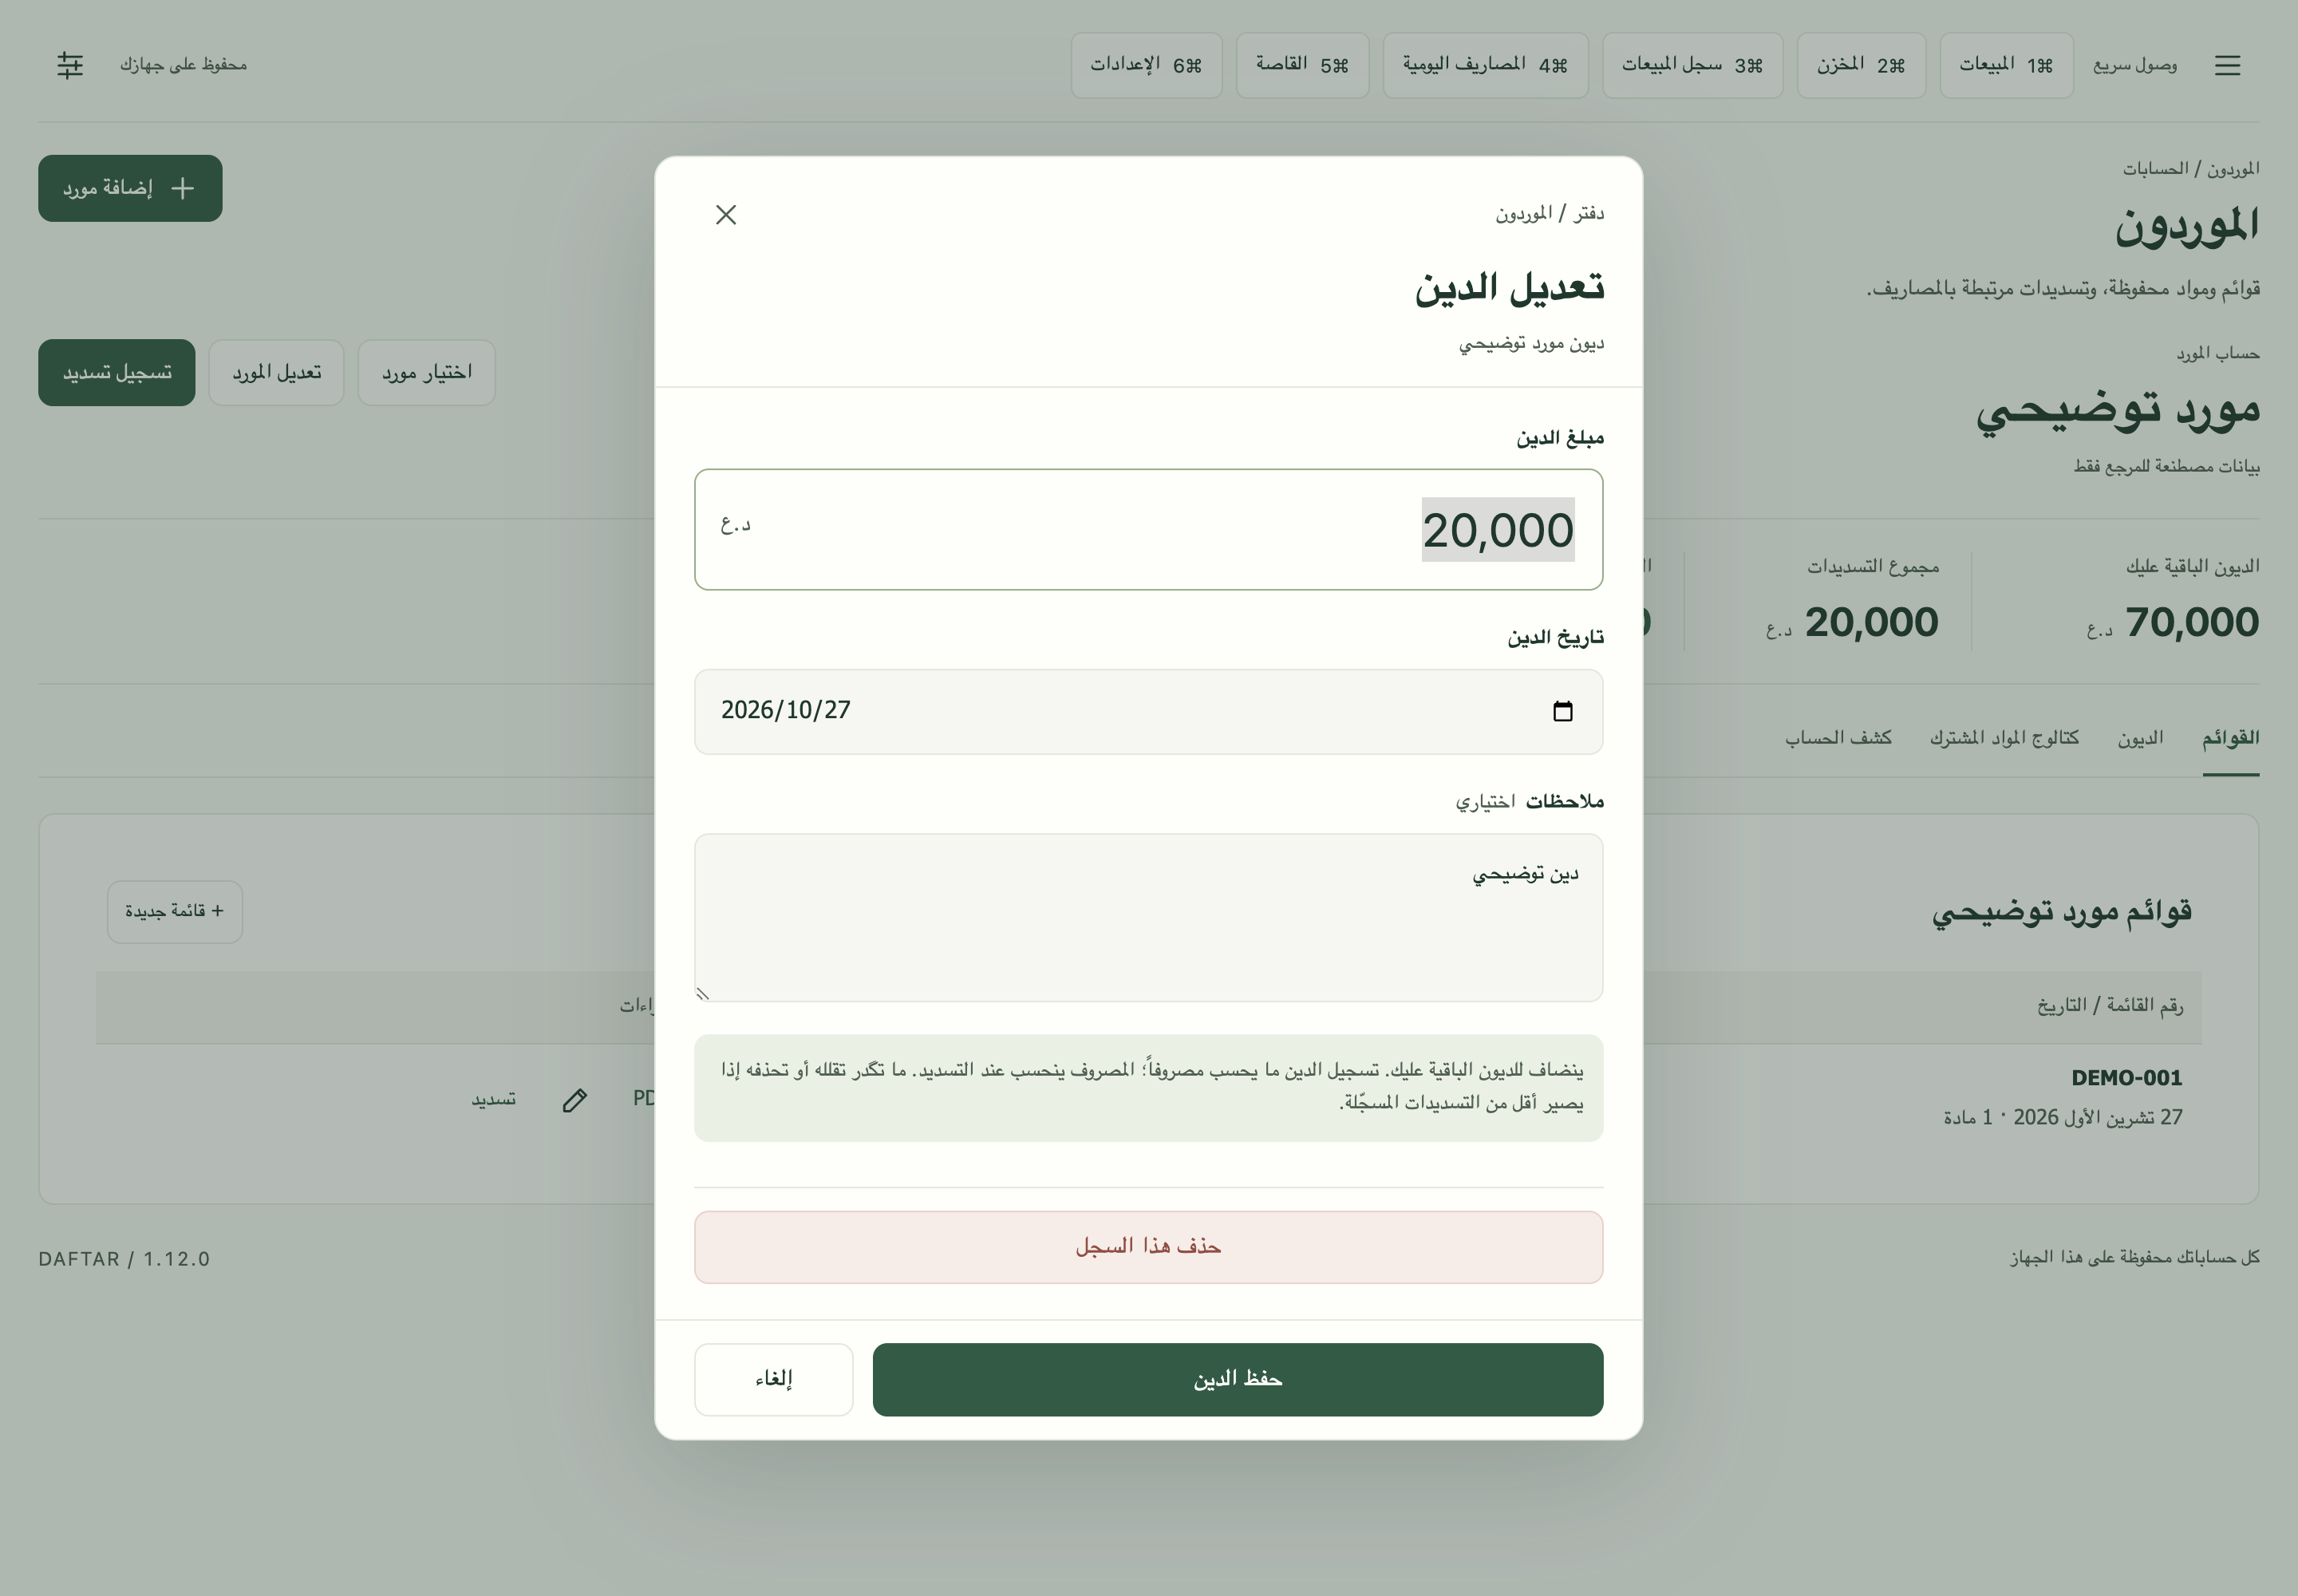 وصول سريع
⌘1 المبيعات
⌘2 المخزن
⌘3 سجل المبيعات
⌘4 المصاريف اليومية
⌘5 القاصة
⌘6 الإعدادات
محفوظ على جهازك
الموردون / الحسابات
الموردون
قوائم ومواد محفوظة، وتسديدات مرتبطة بالمصاريف.
إضافة مورد
حساب المورد
مورد توضيحي
بيانات مصطنعة للمرجع فقط
اختيار مورد
تعديل المورد
تسجيل تسديد
الديون الباقية عليك
70,000 د.ع
مجموع التسديدات
20,000 د.ع
القوائم
الديون
كتالوج المواد المشترك
كشف الحساب
قوائم مورد توضيحي
+ قائمة جديدة
رقم القائمة / التاريخ
DEMO-001
27 تشرين الأول 2026 · 1 مادة
تسديد
كل حساباتك محفوظة على هذا الجهاز
DAFTAR / 1.12.0
دفتر / الموردون
تعديل الدين
ديون مورد توضيحي
مبلغ الدين
20,000 د.ع
تاريخ الدين
2026/10/27
ملاحظات اختياري
دين توضيحي
ينضاف للديون الباقية عليك. تسجيل الدين ما يحسب مصروفاً؛ المصروف ينحسب عند التسديد. ما تگدر تقلله أو تحذفه إذا
يصير أقل من التسديدات المسجّلة.
حذف هذا السجل
حفظ الدين
إلغاء